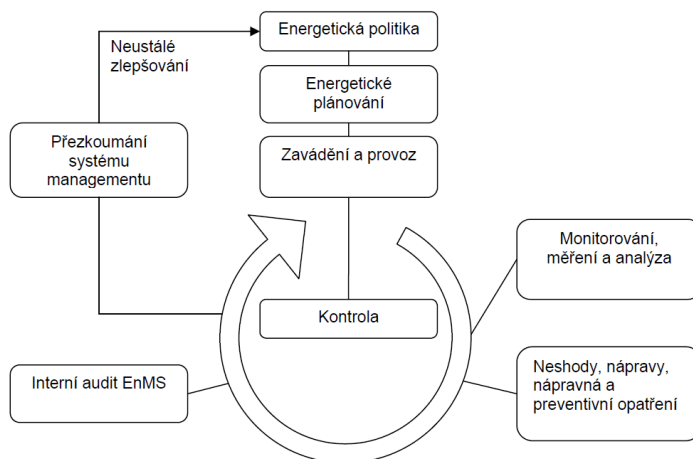 Energetická politika
Neustálé
zlepšování
Energetické
plánování
Přezkoumání
systému
managementu
Zavádění a provoz
Monitorování,
měření a analýza
Kontrola
Interní audit EnMS
Neshody, nápravy,
nápravná a
preventivní opatření